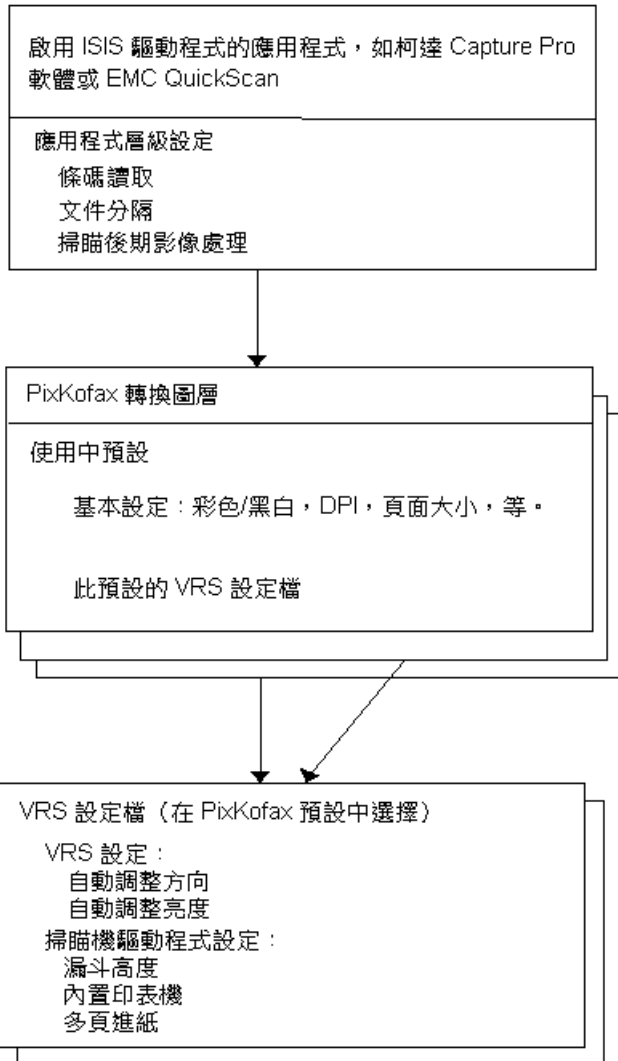 啟用 ISIS 驅動程式的應用程式，如柯達 Capture Pro
軟體或 EMC QuickScan
應用程式層級設定
條碼讀取
文件分隔
掃瞄後期影像處理
PixKofax 轉換圖層
使用中預設
基本設定：彩色/黑白，DPI，頁面大小，等。
此預設的 VRS 設定檔
VRS 設定檔（在 PixKofax 預設中選擇）
VRS 設定：
自動調整方向
自動調整亮度
掃瞄機驅動程式設定：
漏斗高度
內置印表機
多頁進紙